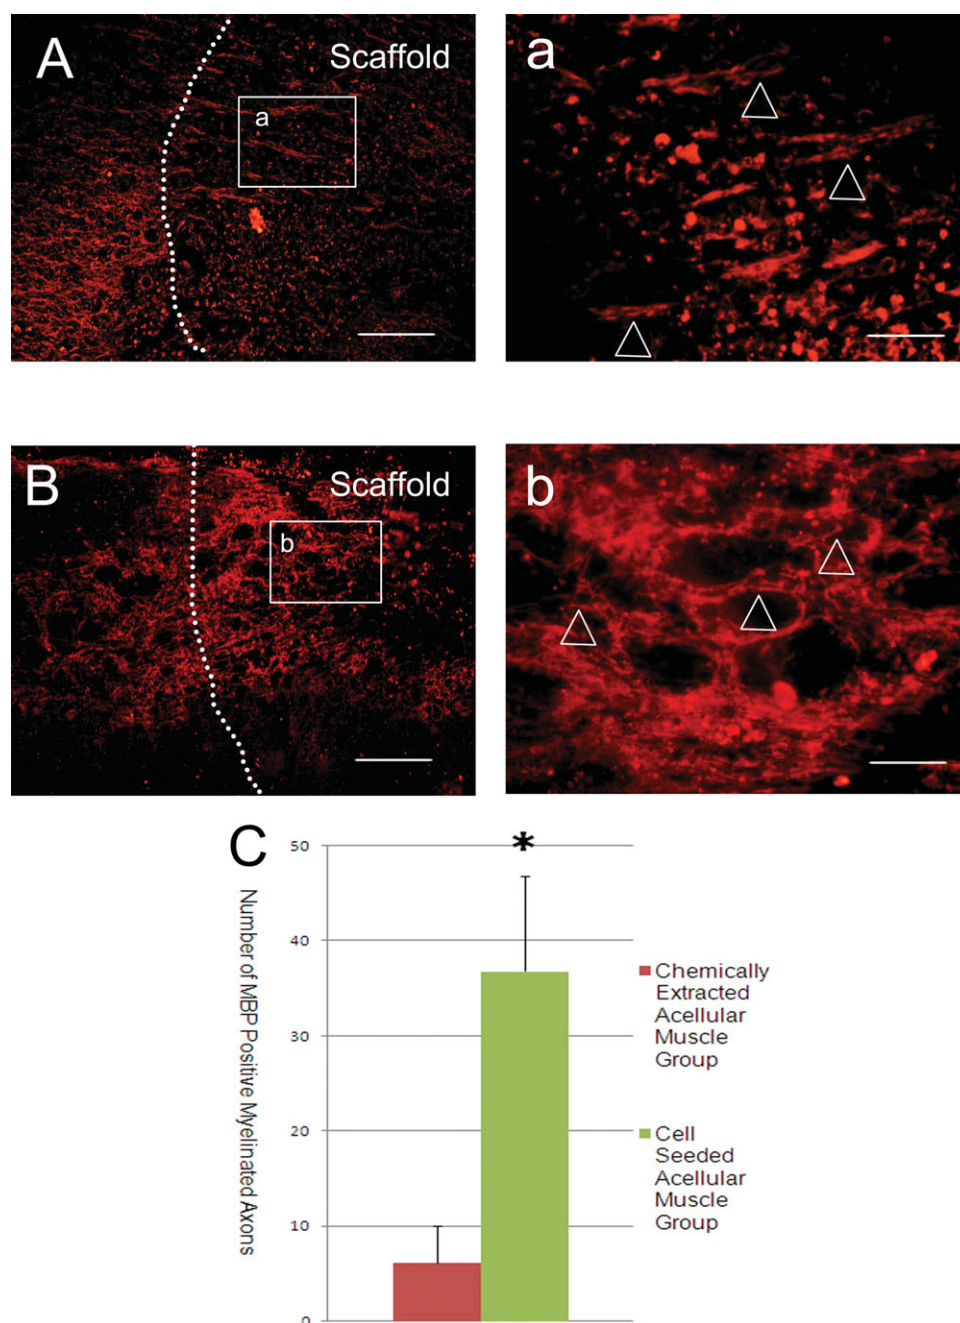 A
Scaffold
a
a
B
Scaffold
b
b
C
Number of MBP Positive Myelinated Axons
50
40
30
20
10
0
*
Chemically
Extracted
Acellular
Muscle
Group
Cell
Seeded
Acellular
Muscle
Group